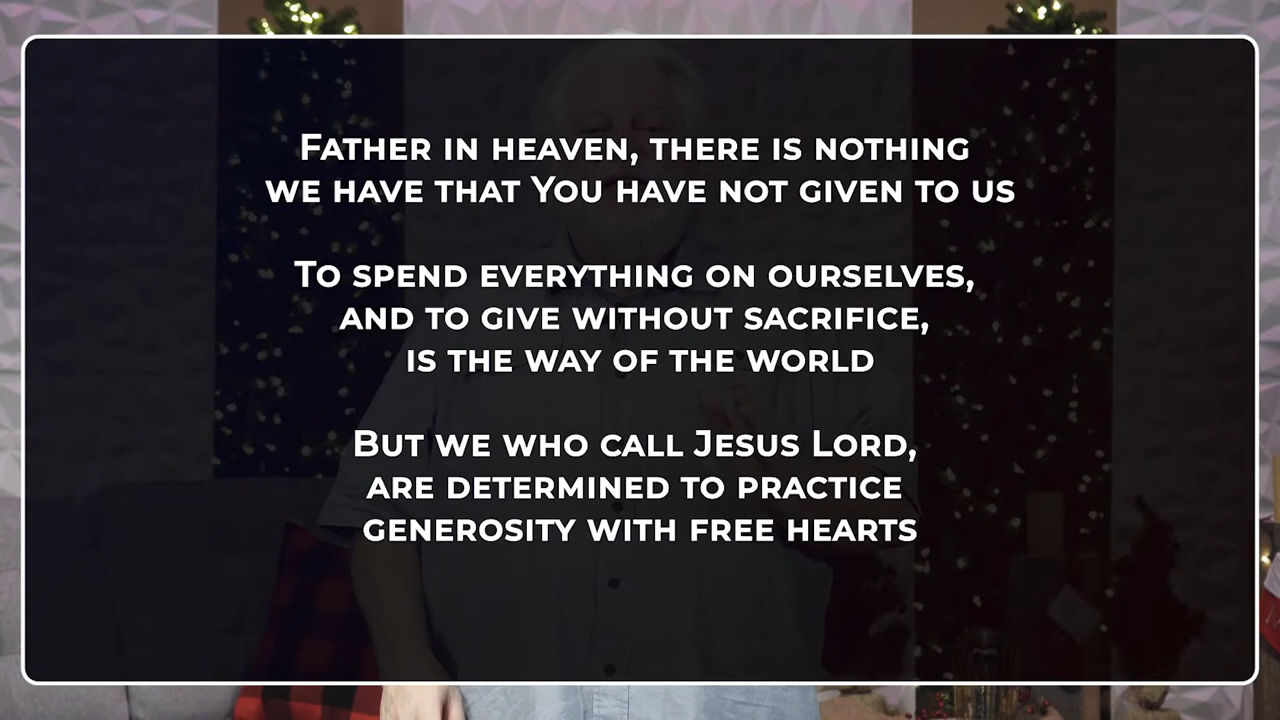 Father in heaven, there is nothing
we have that You have not given to us
To spend everything on ourselves,
and to give without sacrifice,
is the way of the world
But we who call Jesus Lord,
are determined to practice
generosity with free hearts